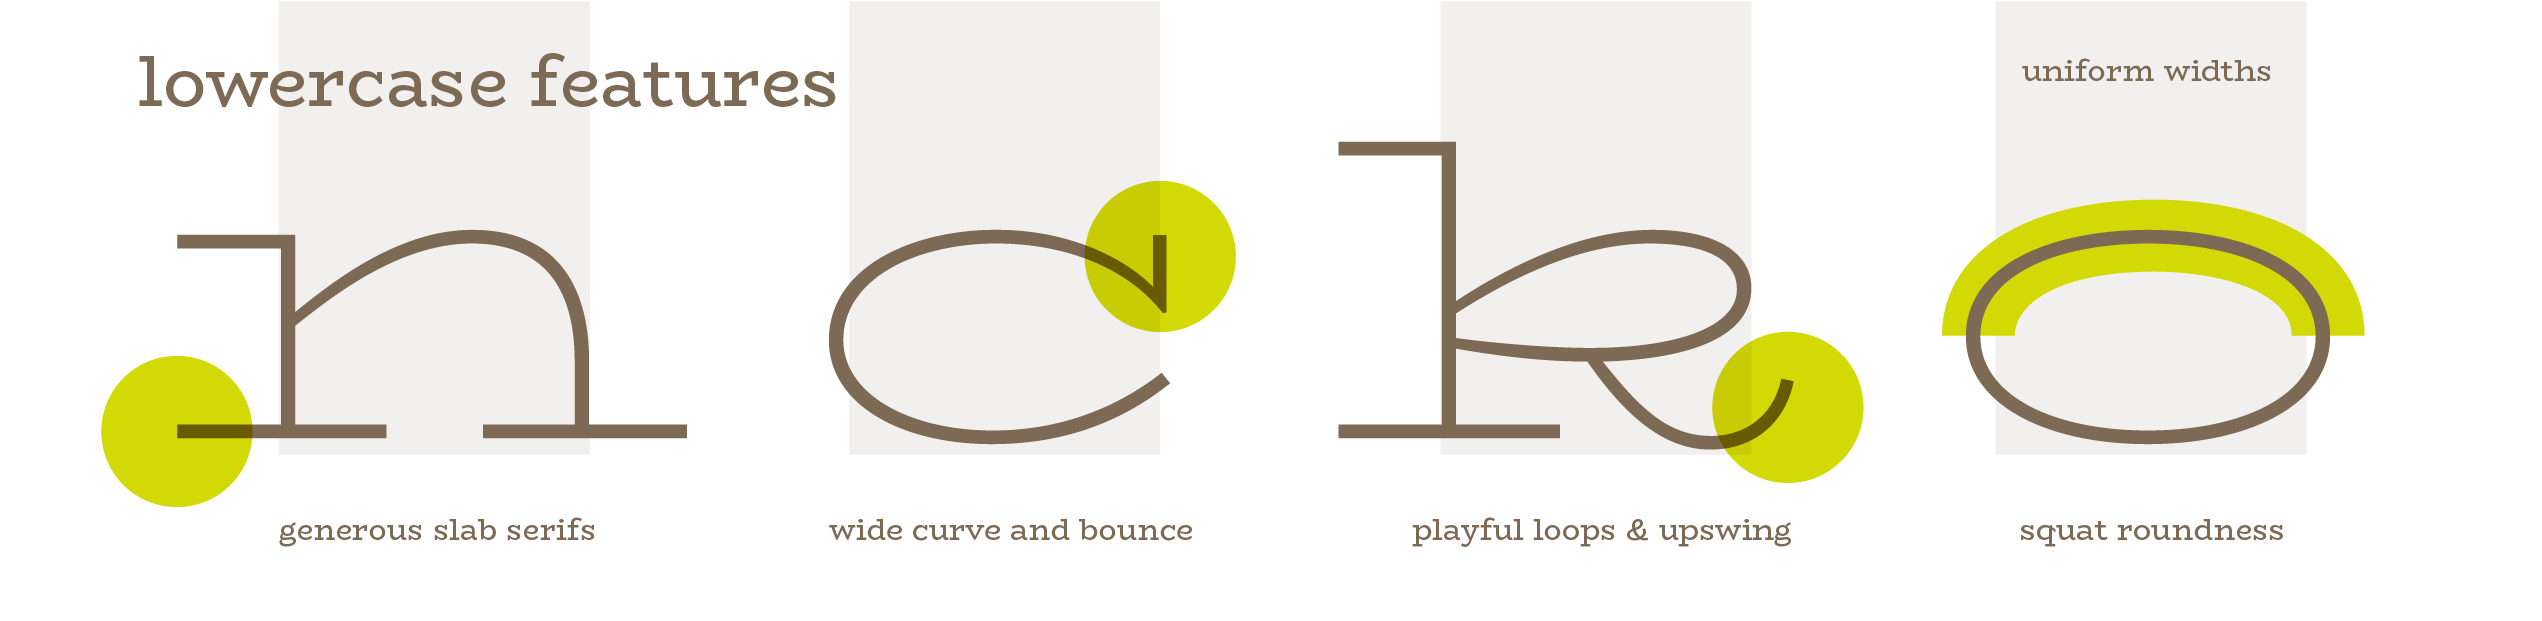 lowercase features
uniform widths
n c k o
generous slab serifs
wide curve and bounce
playful loops & upswing
squat roundness